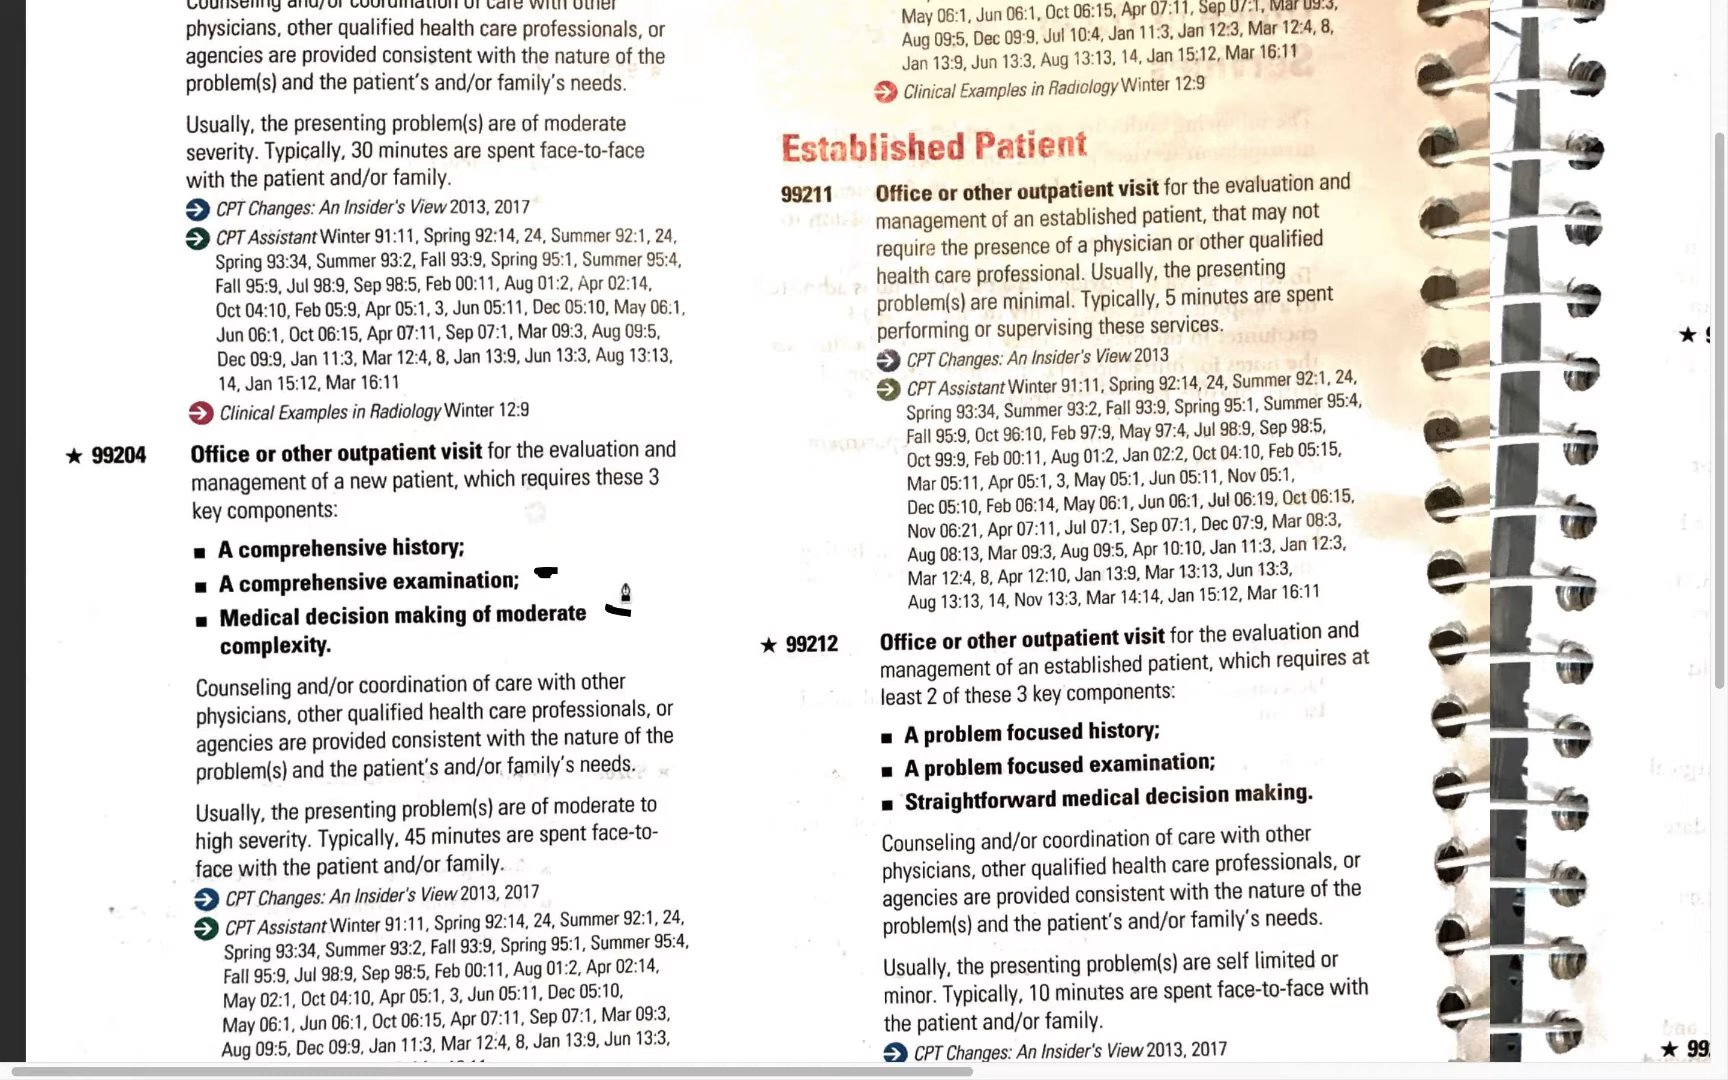 Counseling and/or coordination of care with other
physicians, other qualified health care professionals, or
agencies are provided consistent with the nature of the
problem(s) and the patient's and/or family's needs.
Usually, the presenting problem(s) are of moderate
severity. Typically, 30 minutes are spent face-to-face
with the patient and/or family.
CPT Changes: An Insider's View 2013, 2017
CPT Assistant Winter 91:11, Spring 92:14, 24, Summer 92:1, 24,
Spring 93:34, Summer 93:2, Fall 93:9, Spring 95:1, Summer 95:4,
Fall 95:9, Jul 98:9, Sep 98:5, Feb 00:11, Aug 01:2, Apr 02:14,
Oct 04:10, Feb 05:9, Apr 05:1, 3, Jun 05:11, Dec 05:10, May 06:1,
Jun 06:1, Oct 06:15, Apr 07:11, Sep 07:1, Mar 09:3, Aug 09:5,
Dec 09:9, Jan 11:3, Mar 12:4, 8, Jan 13:9, Jun 13:3, Aug 13:13,
14, Jan 15:12, Mar 16:11
Clinical Examples in Radiology Winter 12:9
★ 99204 Office or other outpatient visit for the evaluation and
management of a new patient, which requires these 3
key components:
■ A comprehensive history;
■ A comprehensive examination;
■ Medical decision making of moderate
complexity.
Counseling and/or coordination of care with other
physicians, other qualified health care professionals, or
agencies are provided consistent with the nature of the
problem(s) and the patient's and/or family's needs.
Usually, the presenting problem(s) are of moderate to
high severity. Typically, 45 minutes are spent face-to-
face with the patient and/or family.
CPT Changes: An Insider's View 2013, 2017
CPT Assistant Winter 91:11, Spring 92:14, 24, Summer 92:1, 24,
Spring 93:34, Summer 93:2, Fall 93:9, Spring 95:1, Summer 95:4,
Fall 95:9, Jul 98:9, Sep 98:5, Feb 00:11, Aug 01:2, Apr 02:14,
May 02:1, Oct 04:10, Apr 05:1, 3, Jun 05:11, Dec 05:10,
May 06:1, Jun 06:1, Oct 06:15, Apr 07:11, Sep 07:1, Mar 09:3,
Aug 09:5, Dec 09:9, Jan 11:3, Mar 12:4, 8, Jan 13:9, Jun 13:3,
May 06:1, Jun 06:1, Oct 06:15, Apr 07:11, Sep 07:1, Mar 09:3,
Aug 09:5, Dec 09:9, Jul 10:4, Jan 11:3, Jan 12:3, Mar 12:4, 8,
Jan 13:9, Jun 13:3, Aug 13:13, 14, Jan 15:12, Mar 16:11
Clinical Examples in Radiology Winter 12:9
Established Patient
99211 Office or other outpatient visit for the evaluation and
management of an established patient, that may not
require the presence of a physician or other qualified
health care professional. Usually, the presenting
problem(s) are minimal. Typically, 5 minutes are spent
performing or supervising these services.
CPT Changes: An Insider's View 2013
CPT Assistant Winter 91:11, Spring 92:14, 24, Summer 92:1, 24,
Spring 93:34, Summer 93:2, Fall 93:9, Spring 95:1, Summer 95:4,
Fall 95:9, Oct 96:10, Feb 97:9, May 97:4, Jul 98:9, Sep 98:5,
Oct 99:9, Feb 00:11, Aug 01:2, Jan 02:2, Oct 04:10, Feb 05:15,
Mar 05:11, Apr 05:1, 3, May 05:1, Jun 05:11, Nov 05:1,
Dec 05:10, Feb 06:14, May 06:1, Jun 06:1, Jul 06:19, Oct 06:15,
Nov 06:21, Apr 07:11, Jul 07:1, Sep 07:1, Dec 07:9, Mar 08:3,
Aug 08:13, Mar 09:3, Aug 09:5, Apr 10:10, Jan 11:3, Jan 12:3,
Mar 12:4, 8, Apr 12:10, Jan 13:9, Mar 13:13, Jun 13:3,
Aug 13:13, 14, Nov 13:3, Mar 14:14, Jan 15:12, Mar 16:11
★ 99212 Office or other outpatient visit for the evaluation and
management of an established patient, which requires at
least 2 of these 3 key components:
■ A problem focused history;
■ A problem focused examination;
■ Straightforward medical decision making.
Counseling and/or coordination of care with other
physicians, other qualified health care professionals, or
agencies are provided consistent with the nature of the
problem(s) and the patient's and/or family's needs.
Usually, the presenting problem(s) are self limited or
minor. Typically, 10 minutes are spent face-to-face with
the patient and/or family.
CPT Changes: An Insider's View 2013, 2017
★ 99